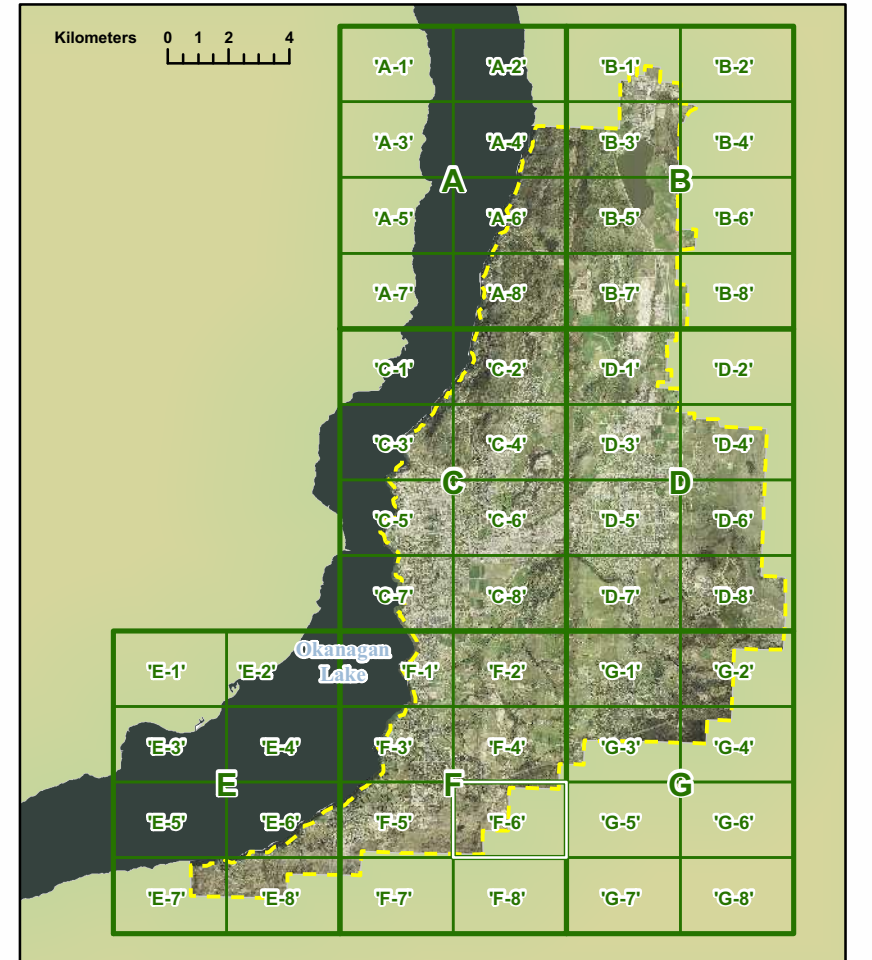 Kilometers 0 1 2 4
'A-1' 'A-2' 'B-1' 'B-2'
'A-3' 'A-4' 'B-3' 'B-4'
A B
'A-5' 'A-6' 'B-5' 'B-6'
'A-7' 'A-8' 'B-7' 'B-8'
'C-1' 'C-2' 'D-1' 'D-2'
'C-3' 'C-4' 'D-3' 'D-4'
C D
'C-5' 'C-6' 'D-5' 'D-6'
'C-7' 'C-8' 'D-7' 'D-8'
Okanagan
Lake
'E-1' 'E-2' 'F-1' 'F-2' 'G-1' 'G-2'
'E-3' 'E-4' 'F-3' 'F-4' 'G-3' 'G-4'
E F G
'E-5' 'E-6' 'F-5' 'F-6' 'G-5' 'G-6'
'E-7' 'E-8' 'F-7' 'F-8' 'G-7' 'G-8'